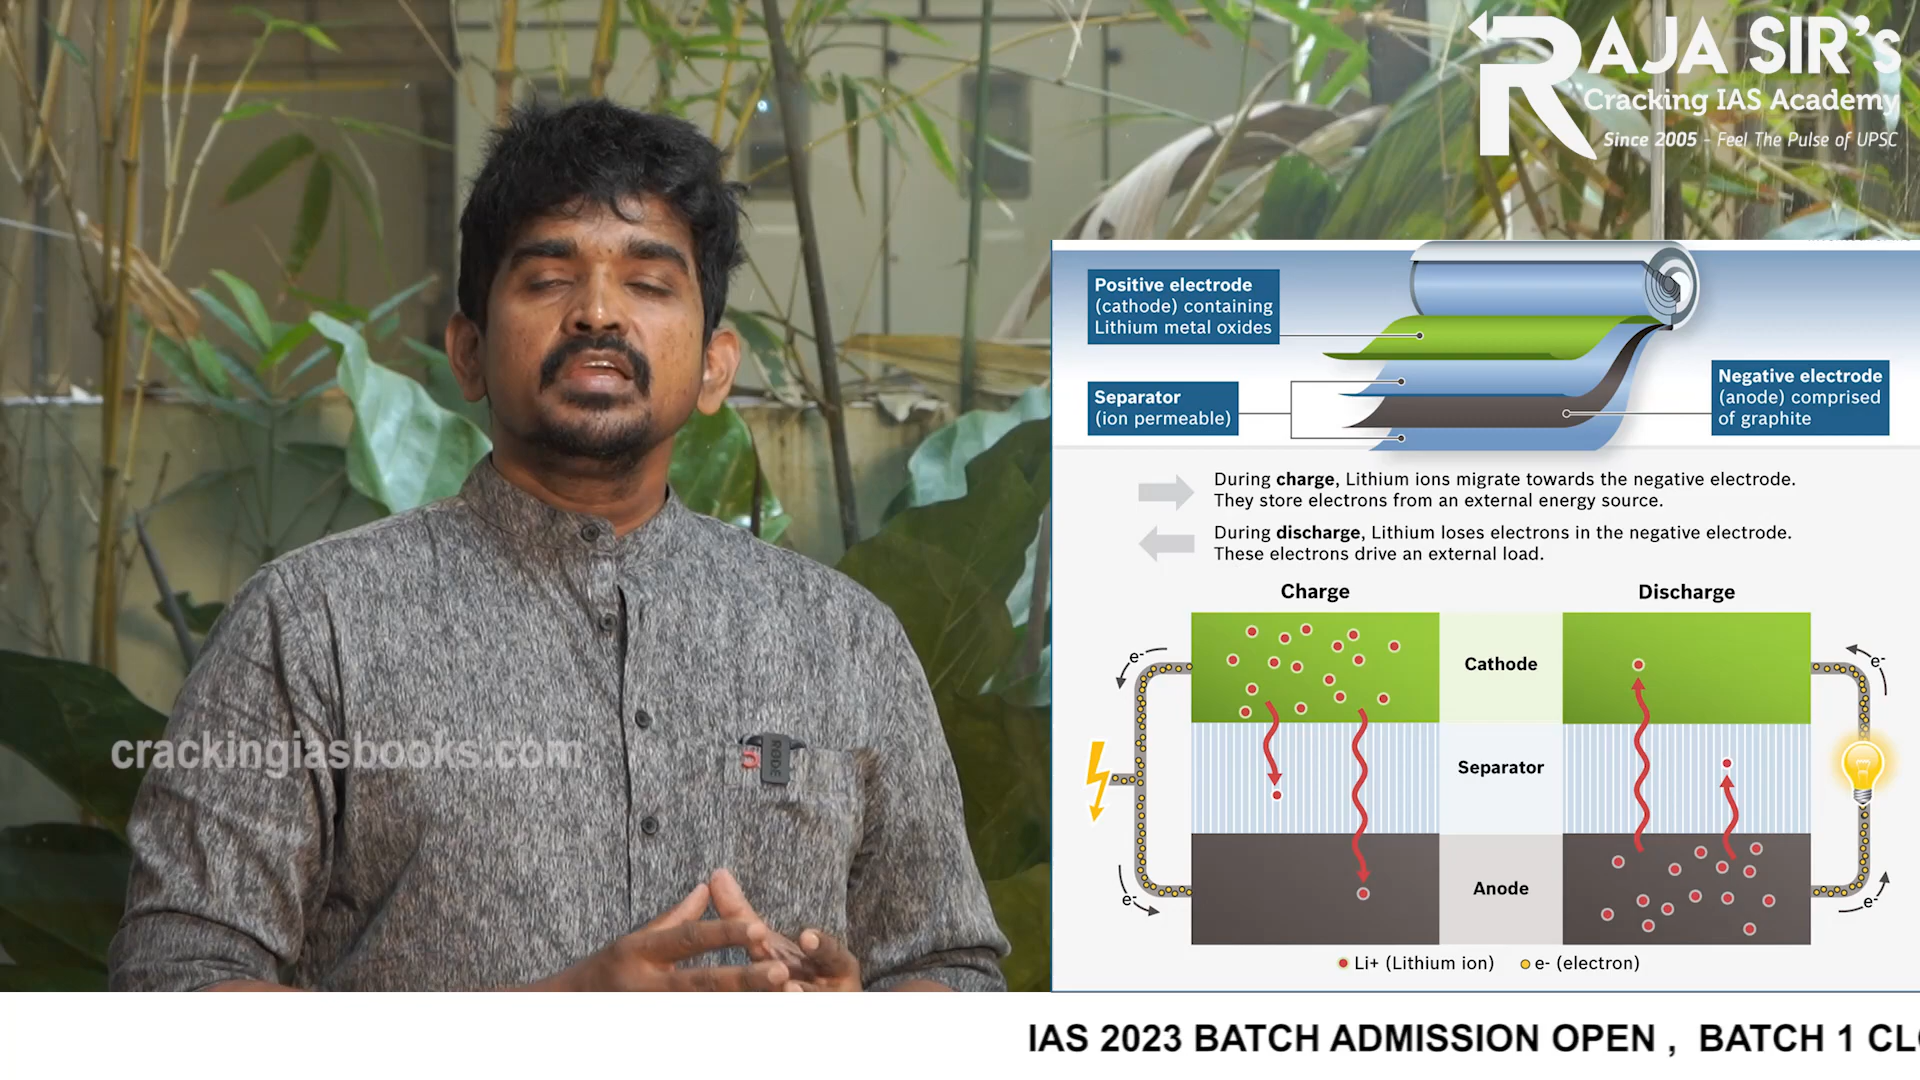 RAJA SIR's
Cracking IAS Academy
Since 2005 - Feel The Pulse of UPSC
Positive electrode
(cathode) containing
Lithium metal oxides
Separator
(ion permeable)
Negative electrode
(anode) comprised
of graphite
During charge, Lithium ions migrate towards the negative electrode.
They store electrons from an external energy source.
During discharge, Lithium loses electrons in the negative electrode.
These electrons drive an external load.
Charge
Discharge
e-
e-
Cathode
Separator
Anode
e-
e-
Li+ (Lithium ion)
e- (electron)
crackingiasbooks.com
RODE
IAS 2023 BATCH ADMISSION OPEN , BATCH 1